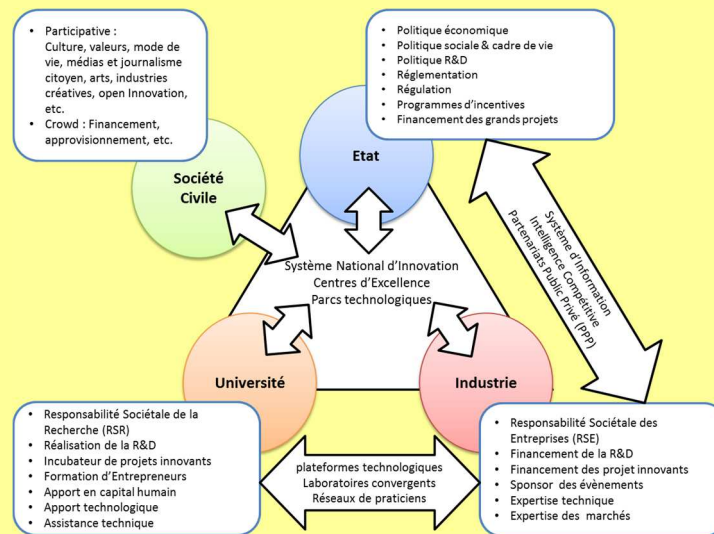 • Participative :
Culture, valeurs, mode de
vie, médias et journalisme
citoyen, arts, industries
créatives, open Innovation,
etc.
• Crowd : Financement,
approvisionnement, etc.
• Politique économique
• Politique sociale & cadre de vie
• Politique R&D
• Réglementation
• Régulation
• Programmes d'incentives
• Financement des grands projets
Etat
Société
Civile
Système d'Information
Intelligence Compétitive
Partenariats Public Privé (PPP)
Système National d'Innovation
Centres d'Excellence
Parcs technologiques
Université
Industrie
• Responsabilité Sociétale de la
Recherche (RSR)
• Réalisation de la R&D
• Incubateur de projets innovants
• Formation d'Entrepreneurs
• Apport en capital humain
• Apport technologique
• Assistance technique
plateformes technologiques
Laboratoires convergents
Réseaux de praticiens
• Responsabilité Sociétale des
Entreprises (RSE)
• Financement de la R&D
• Financement des projet innovants
• Sponsor des évènements
• Expertise technique
• Expertise des marchés